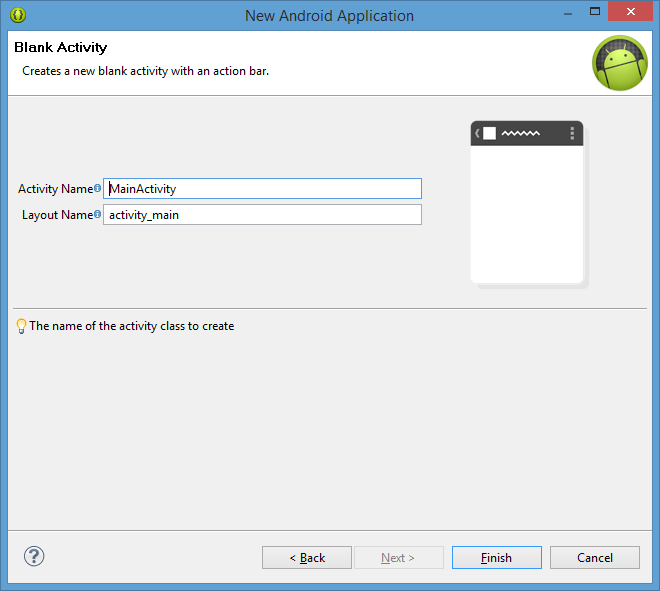 New Android Application
Blank Activity
Creates a new blank activity with an action bar.
Activity Name MainActivity
Layout Name activity_main
The name of the activity class to create
? < Back Next > Finish Cancel